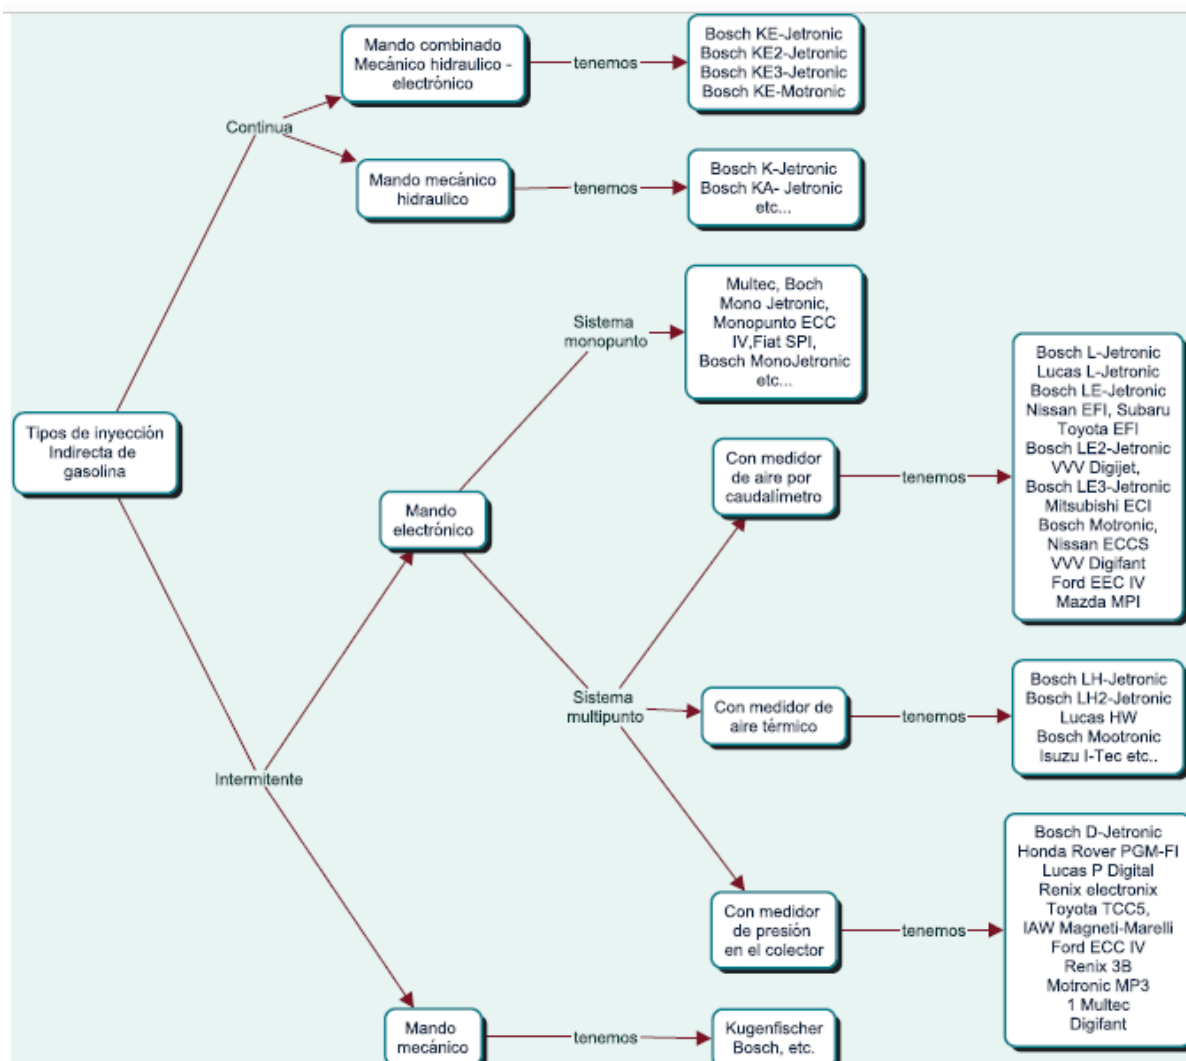 Mando combinado
Mecánico hidraulico -
electrónico
tenemos
Bosch KE-Jetronic
Bosch KE2-Jetronic
Bosch KE3-Jetronic
Bosch KE-Motronic
Continua
Mando mecánico
hidraulico
tenemos
Bosch K-Jetronic
Bosch KA- Jetronic
etc...
Sistema
monopunto
Multec, Boch
Mono Jetronic,
Monopunto ECC
IV,Fiat SPI,
Bosch MonoJetronic
etc...
Tipos de inyección
Indirecta de
gasolina
Mando
electrónico
Con medidor
de aire por
caudalímetro
tenemos
Bosch L-Jetronic
Lucas L-Jetronic
Bosch LE-Jetronic
Nissan EFI, Subaru
Toyota EFI
Bosch LE2-Jetronic
VVV Digijet,
Bosch LE3-Jetronic
Mitsubishi ECI
Bosch Motronic,
Nissan ECCS
VVV Digifant
Ford EEC IV
Mazda MPI
Sistema
multipunto
Con medidor de
aire térmico
tenemos
Bosch LH-Jetronic
Bosch LH2-Jetronic
Lucas HW
Bosch Mootronic
Isuzu I-Tec etc..
Intermitente
Con medidor
de presión
en el colector
tenemos
Bosch D-Jetronic
Honda Rover PGM-FI
Lucas P Digital
Renix electronix
Toyota TCC5,
IAW Magneti-Marelli
Ford ECC IV
Renix 3B
Motronic MP3
1 Multec
Digifant
Mando
mecánico
tenemos
Kugenfischer
Bosch, etc.